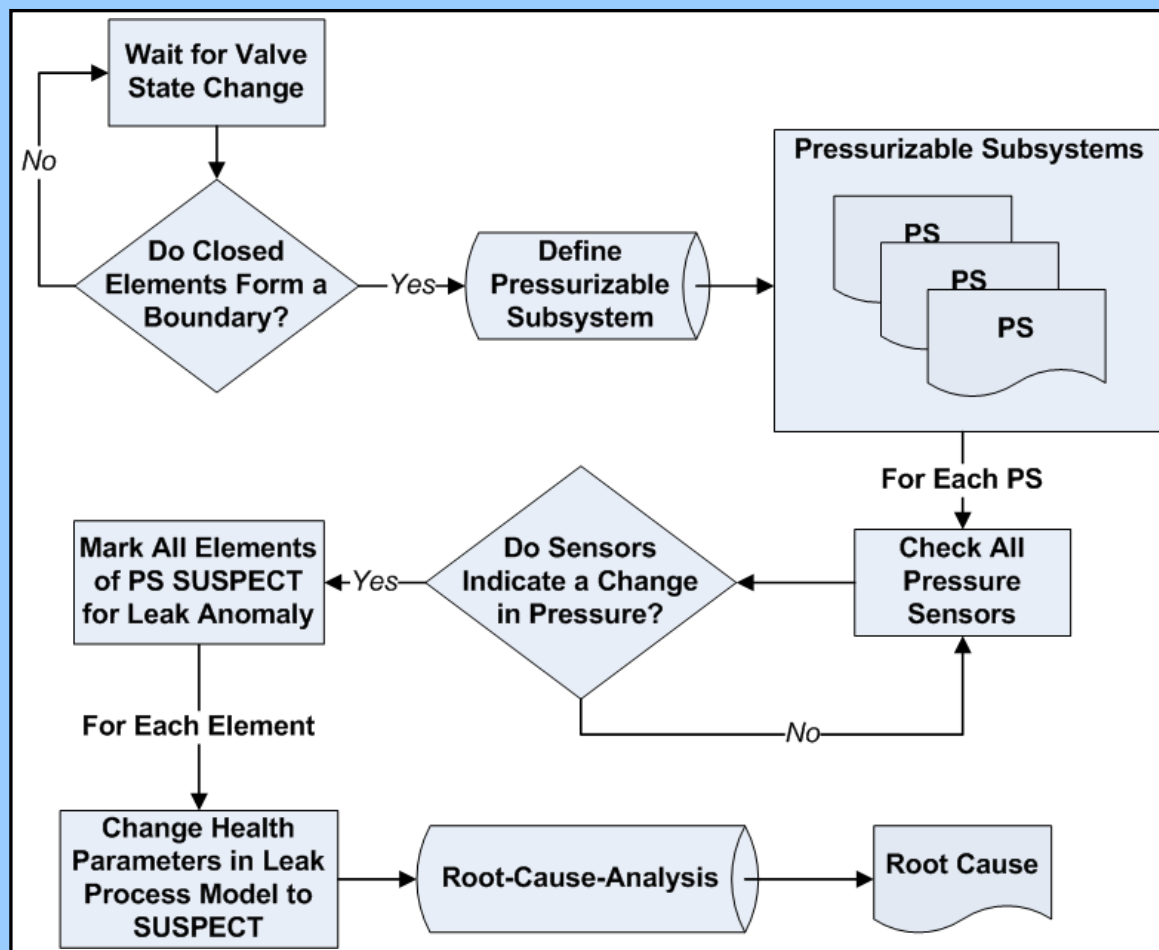 Wait for Valve
State Change
No
Do Closed
Elements Form a
Boundary?
Yes
Define
Pressurizable
Subsystem
Pressurizable Subsystems
PS
PS
PS
For Each PS
Check All
Pressure
Sensors
Do Sensors
Indicate a Change
in Pressure?
No
Yes
Mark All Elements
of PS SUSPECT
for Leak Anomaly
For Each Element
Change Health
Parameters in Leak
Process Model to
SUSPECT
Root-Cause-Analysis
Root Cause